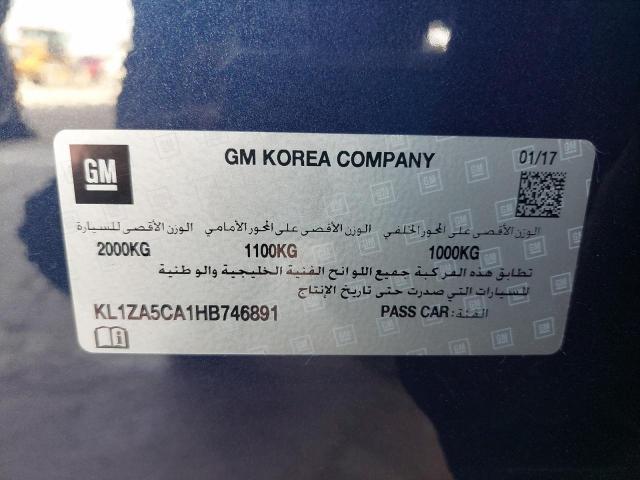 GM
GM KOREA COMPANY
01/17
الوزن الأقصى للسيارة الوزن الأقصى على المحور الأمامي الوزن الأقصى على المحور الخلفي
2000KG 1100KG 1000KG
تطابق هذه المركبة جميع اللوائح الفنية الخليجية والوطنية
للسيارات التي صدرت حتى تاريخ الإنتاج
KL1ZA5CA1HB746891
الفئة: PASS CAR